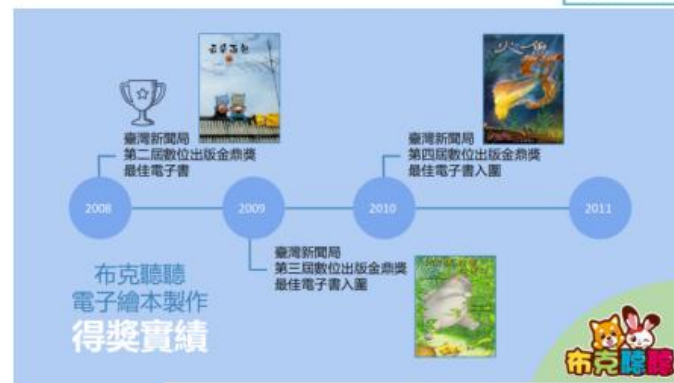 臺灣新聞局
第二屆數位出版金鼎獎
最佳電子書
臺灣新聞局
第四屆數位出版金鼎獎
最佳電子書入圍
2008
2009
2010
2011
臺灣新聞局
第三屆數位出版金鼎獎
最佳電子書入圍
布克聽聽
電子繪本製作
得獎實績
布克聽聽